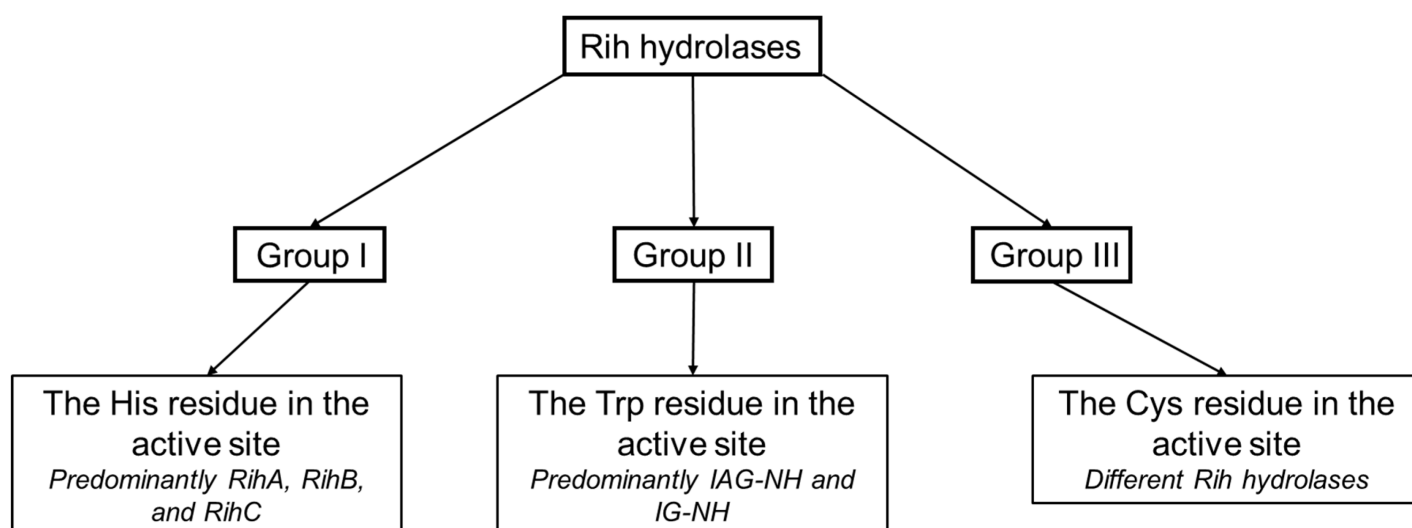 Rih hydrolases
Group I
Group II
Group III
The His residue in the
active site
Predominantly RihA, RihB,
and RihC
The Trp residue in the
active site
Predominantly IAG-NH and
IG-NH
The Cys residue in the
active site
Different Rih hydrolases